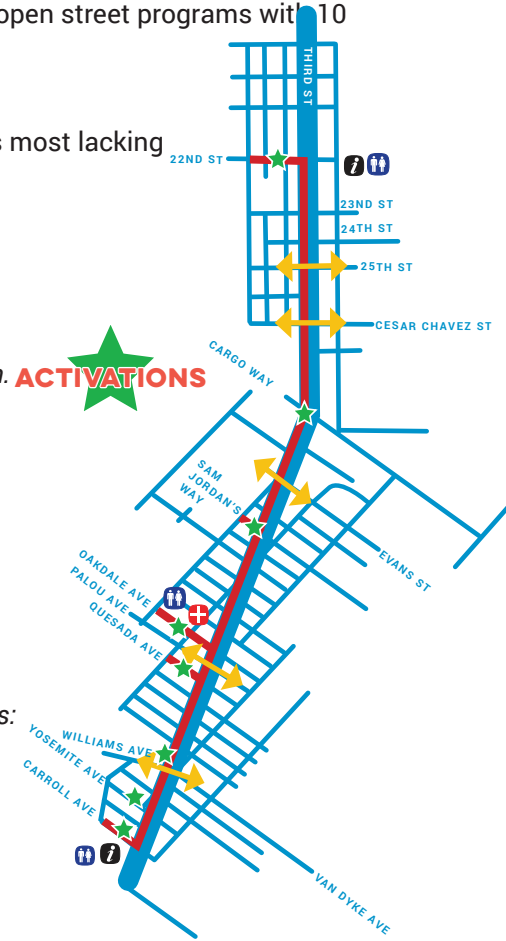 open street programs with 10
THIRD ST
s most lacking
22ND ST
i
23ND ST
24TH ST
25TH ST
CESAR CHAVEZ ST
CARGO WAY
n. ACTIVATIONS
SAM
JORDAN'S
WAY
EVANS ST
OAKDALE AVE
PALOU AVE
QUESADA AVE
s:
WILLIAMS AVE
YOSEMITE AVE
CARROLL AVE
i
VAN DYKE AVE